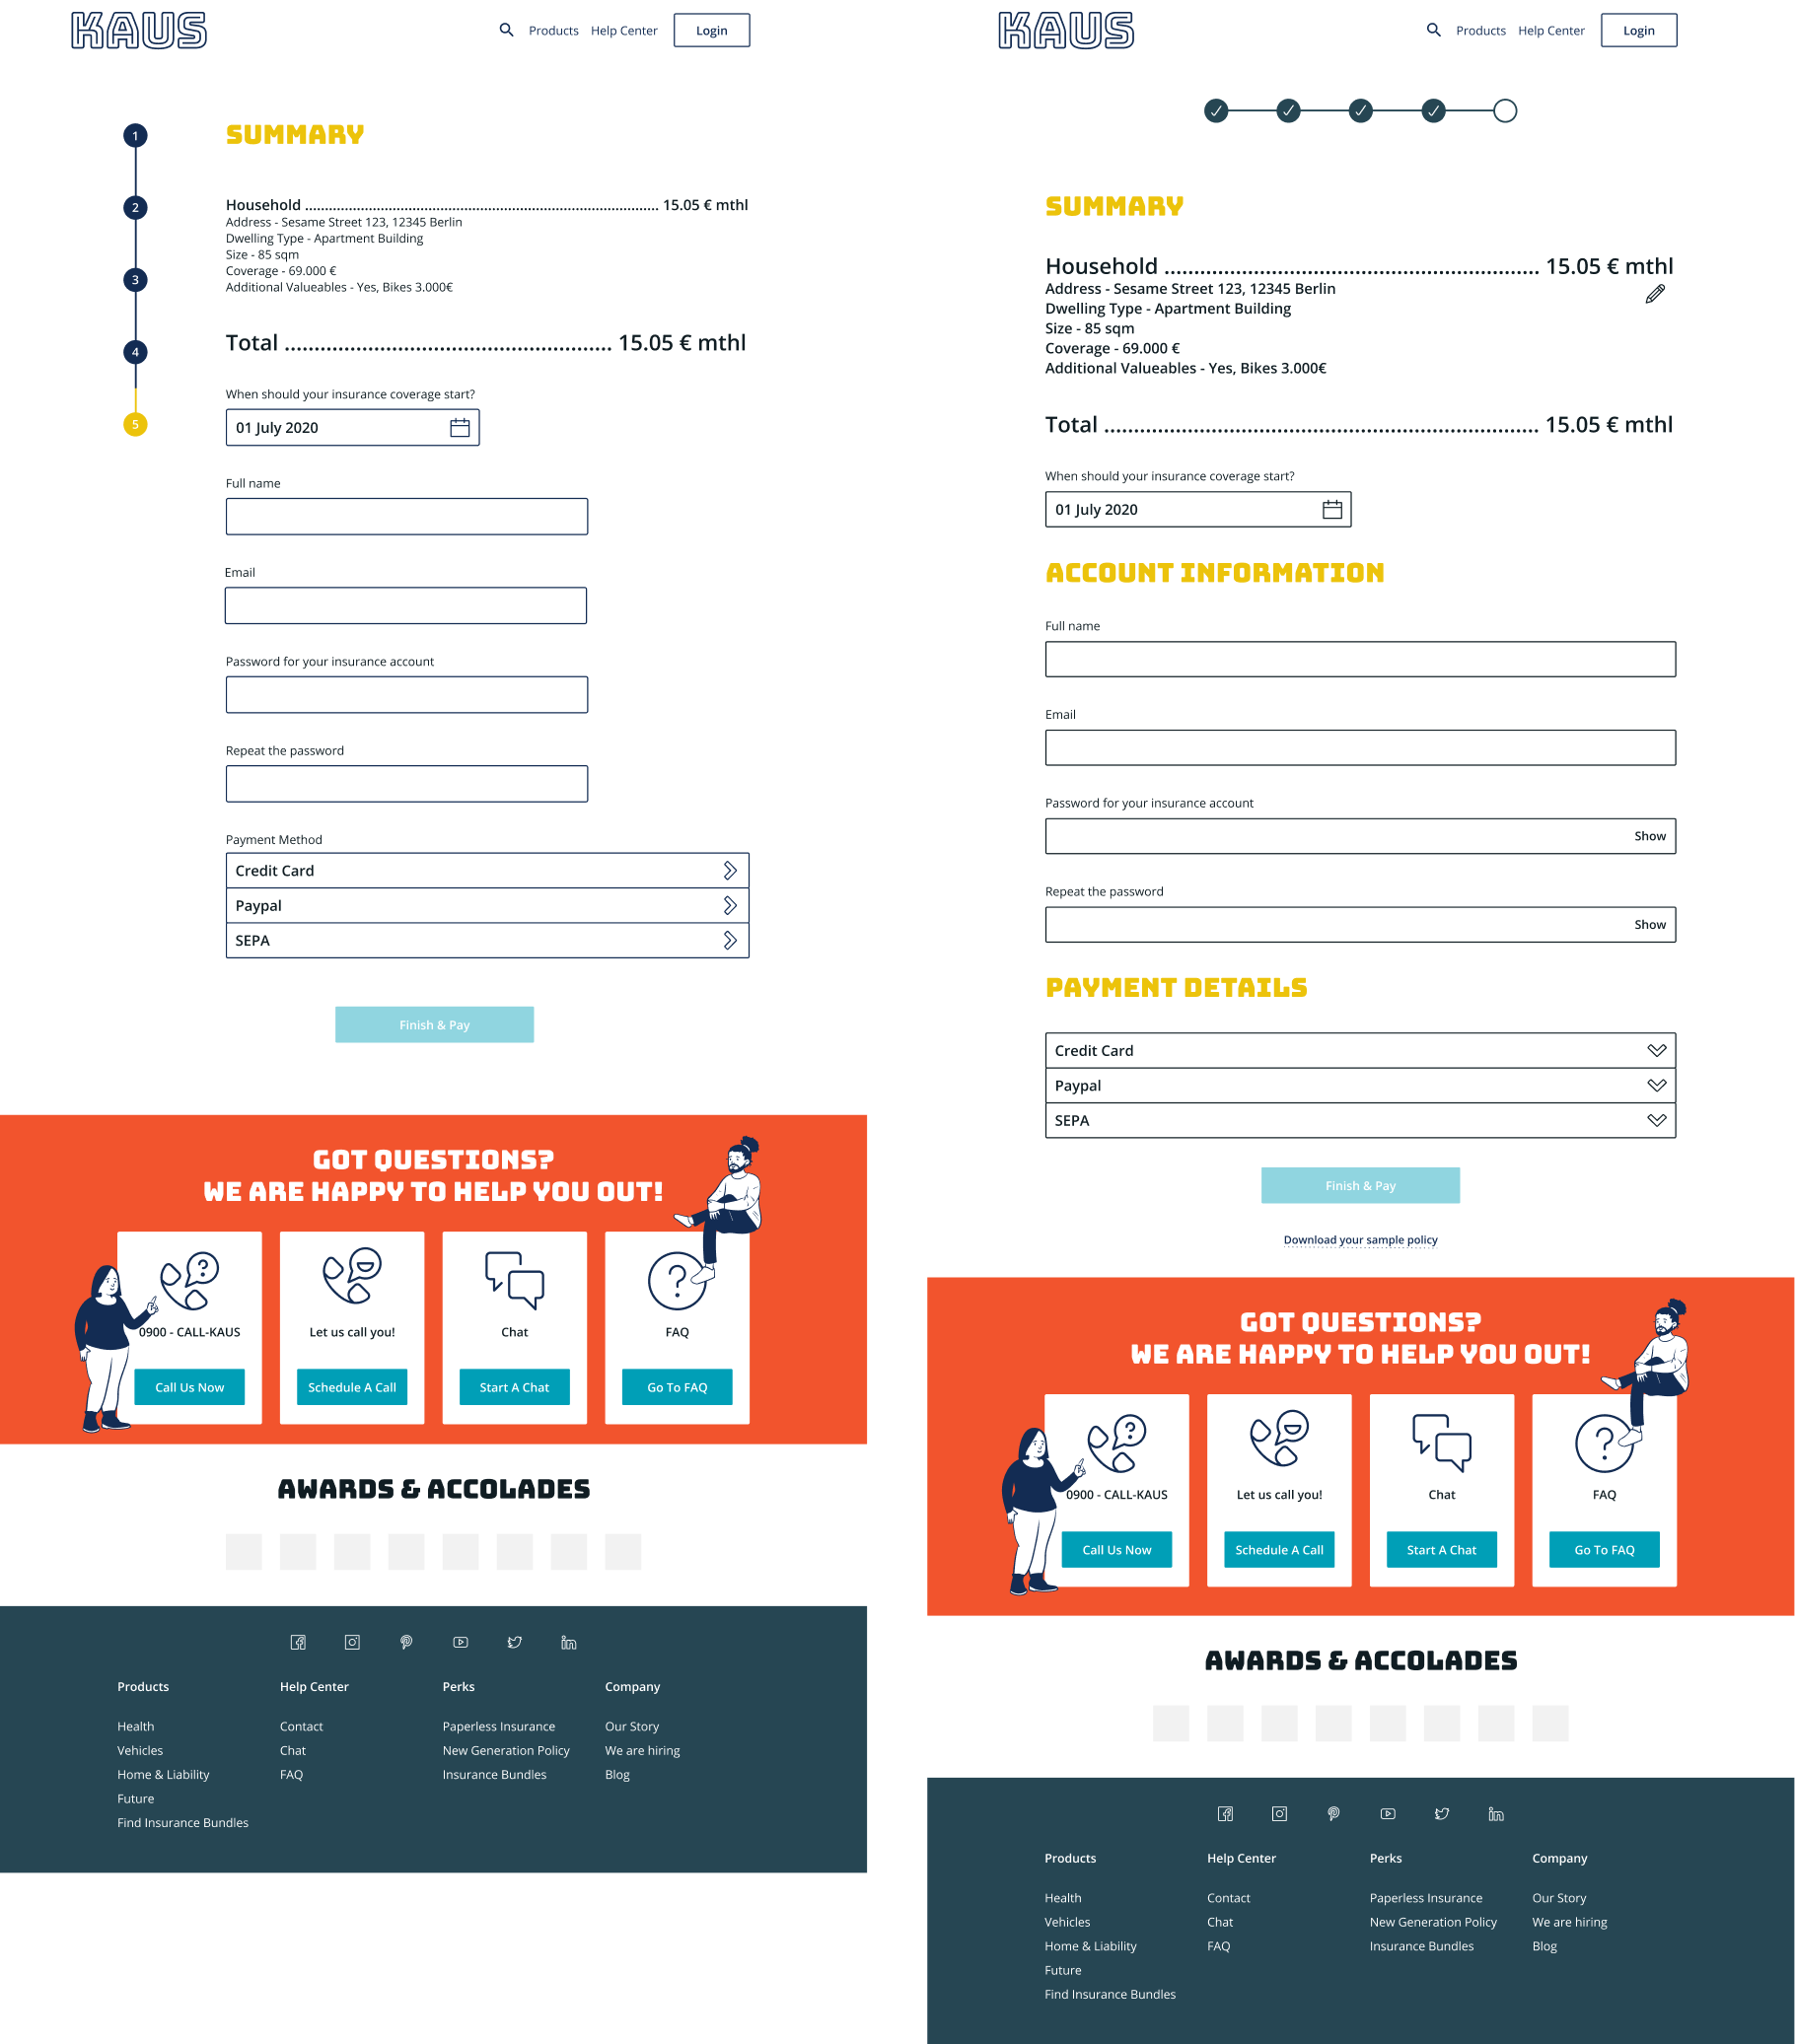 KAUS
Products Help Center Login
1
2
3
4
5
SUMMARY
Household ........................................................................................ 15.05 € mthl
Address - Sesame Street 123, 12345 Berlin
Dwelling Type - Apartment Building
Size - 85 sqm
Coverage - 69.000 €
Additional Valueables - Yes, Bikes 3.000€
Total ....................................................... 15.05 € mthl
When should your insurance coverage start?
01 July 2020
Full name
Email
Password for your insurance account
Repeat the password
Payment Method
Credit Card
Paypal
SEPA
Finish & Pay
GOT QUESTIONS?
WE ARE HAPPY TO HELP YOU OUT!
0900 - CALL-KAUS
Call Us Now
Let us call you!
Schedule A Call
Chat
Start A Chat
FAQ
Go To FAQ
AWARDS & ACCOLADES
Products
Health
Vehicles
Home & Liability
Future
Find Insurance Bundles
Help Center
Contact
Chat
FAQ
Perks
Paperless Insurance
New Generation Policy
Insurance Bundles
Company
Our Story
We are hiring
Blog
KAUS
Products Help Center Login
SUMMARY
Household ............................................................... 15.05 € mthl
Address - Sesame Street 123, 12345 Berlin
Dwelling Type - Apartment Building
Size - 85 sqm
Coverage - 69.000 €
Additional Valueables - Yes, Bikes 3.000€
Total ......................................................................... 15.05 € mthl
When should your insurance coverage start?
01 July 2020
ACCOUNT INFORMATION
Full name
Email
Password for your insurance account
Show
Repeat the password
Show
PAYMENT DETAILS
Credit Card
Paypal
SEPA
Finish & Pay
Download your sample policy
GOT QUESTIONS?
WE ARE HAPPY TO HELP YOU OUT!
0900 - CALL-KAUS
Call Us Now
Let us call you!
Schedule A Call
Chat
Start A Chat
FAQ
Go To FAQ
AWARDS & ACCOLADES
Products
Health
Vehicles
Home & Liability
Future
Find Insurance Bundles
Help Center
Contact
Chat
FAQ
Perks
Paperless Insurance
New Generation Policy
Insurance Bundles
Company
Our Story
We are hiring
Blog